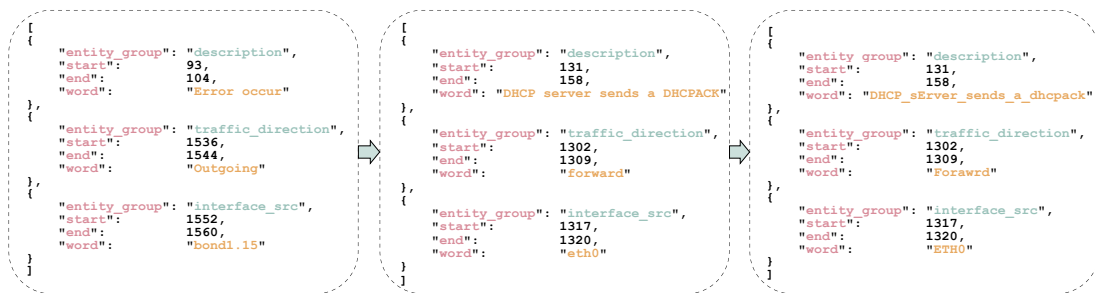 [
{
"entity_group": "description",
"start": 93,
"end": 104,
"word": "Error occur"
},
{
"entity_group": "traffic_direction",
"start": 1536,
"end": 1544,
"word": "Outgoing"
},
{
"entity_group": "interface_src",
"start": 1552,
"end": 1560,
"word": "bond1.15"
}
]
[
{
"entity_group": "description",
"start": 131,
"end": 158,
"word": "DHCP server sends a DHCPACK"
},
{
"entity_group": "traffic_direction",
"start": 1302,
"end": 1309,
"word": "forward"
},
{
"entity_group": "interface_src",
"start": 1317,
"end": 1320,
"word": "eth0"
}
]
[
{
"entity group": "description",
"start": 131,
"end": 158,
"word": "DHCP_sErver_sends_a_dhcpack"
},
{
"entity_group": "traffic_direction",
"start": 1302,
"end": 1309,
"word": "Forawrd"
},
{
"entity_group": "interface_src",
"start": 1317,
"end": 1320,
"word": "ETH0"
}
]